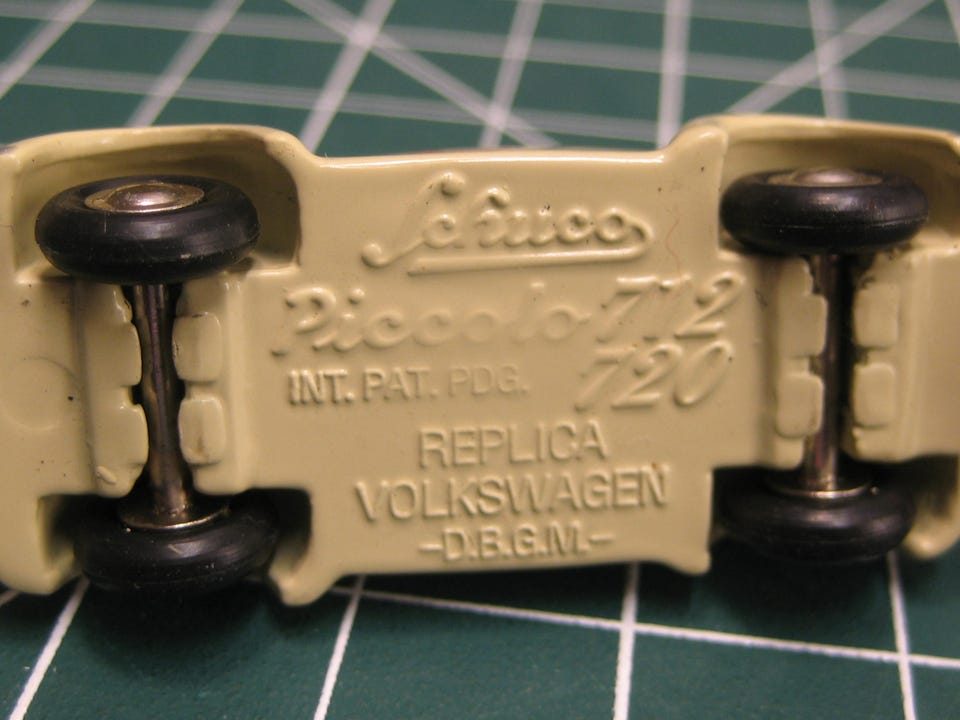 Schuco
Piccolo 712
INT. PAT. PDG. 720
REPLICA
VOLKSWAGEN
-D.B.G.M.-